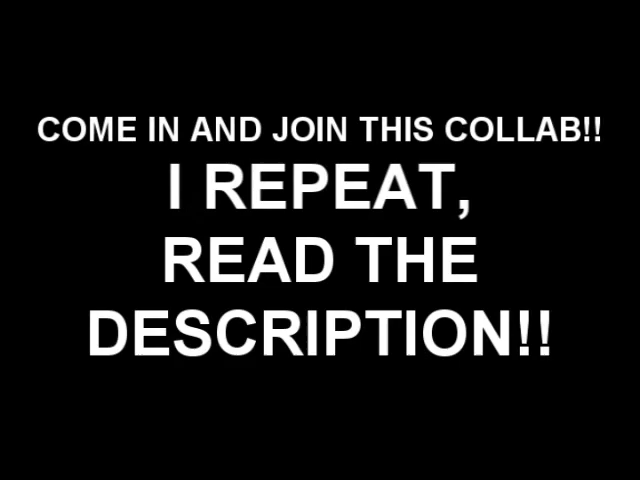 COME IN AND JOIN THIS COLLAB!!
I REPEAT,
READ THE
DESCRIPTION!!